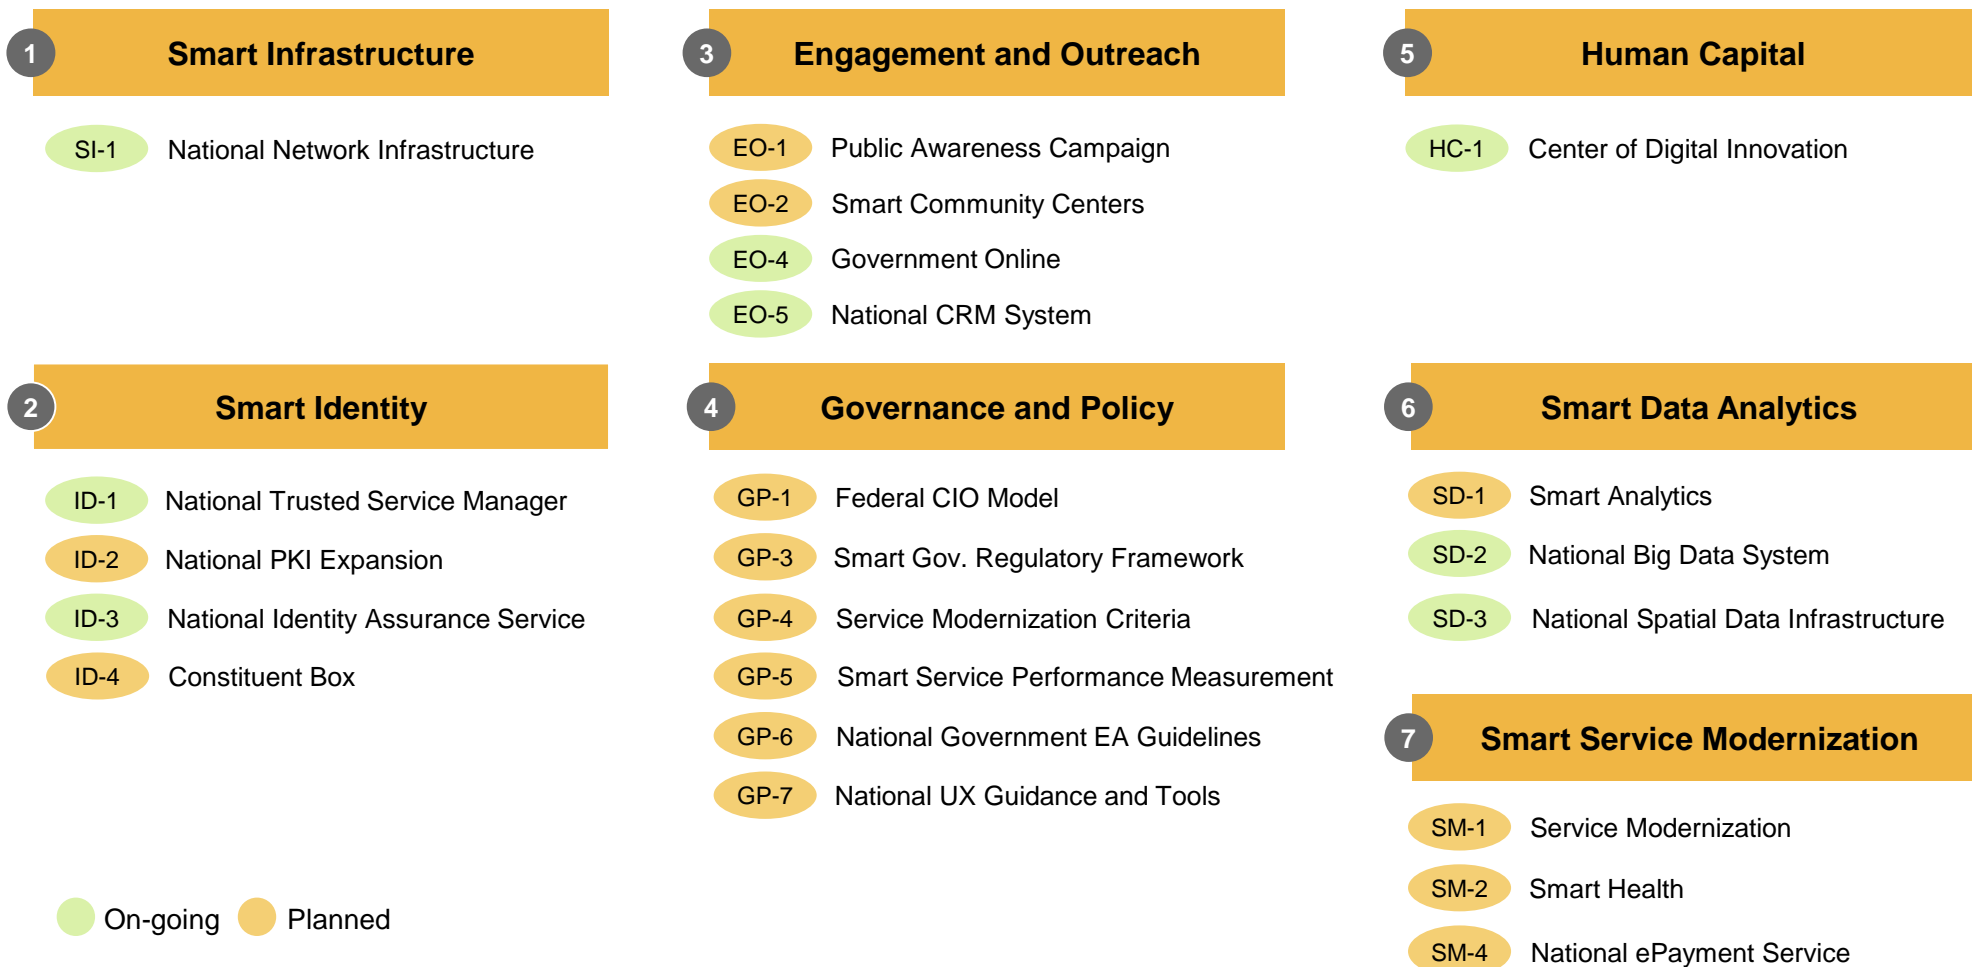 1 Smart Infrastructure
SI-1 National Network Infrastructure
2 Smart Identity
ID-1 National Trusted Service Manager
ID-2 National PKI Expansion
ID-3 National Identity Assurance Service
ID-4 Constituent Box
3 Engagement and Outreach
EO-1 Public Awareness Campaign
EO-2 Smart Community Centers
EO-4 Government Online
EO-5 National CRM System
4 Governance and Policy
GP-1 Federal CIO Model
GP-3 Smart Gov. Regulatory Framework
GP-4 Service Modernization Criteria
GP-5 Smart Service Performance Measurement
GP-6 National Government EA Guidelines
GP-7 National UX Guidance and Tools
5 Human Capital
HC-1 Center of Digital Innovation
6 Smart Data Analytics
SD-1 Smart Analytics
SD-2 National Big Data System
SD-3 National Spatial Data Infrastructure
7 Smart Service Modernization
SM-1 Service Modernization
SM-2 Smart Health
SM-4 National ePayment Service
On-going Planned